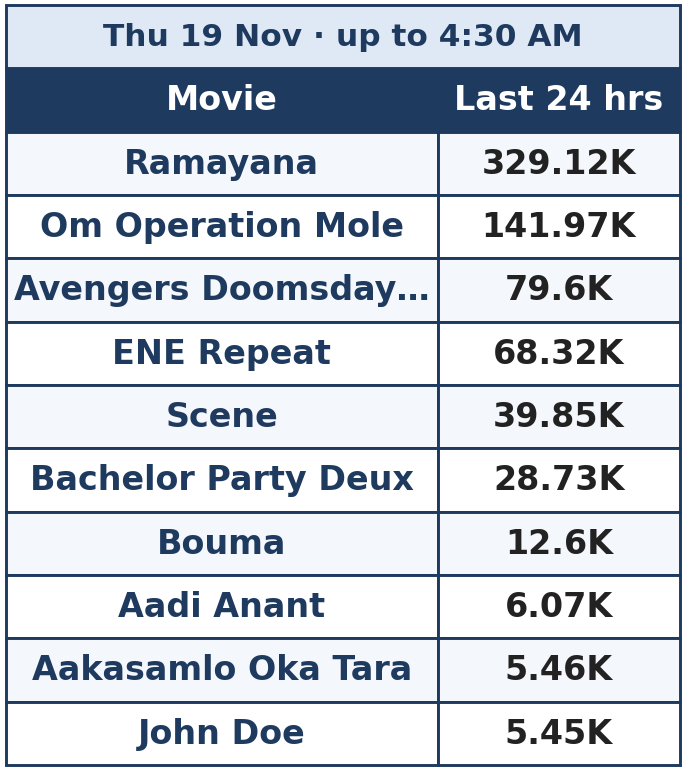 Thu 19 Nov · up to 4:30 AM
Movie Last 24 hrs
Ramayana 329.12K
Om Operation Mole 141.97K
Avengers Doomsday... 79.6K
ENE Repeat 68.32K
Scene 39.85K
Bachelor Party Deux 28.73K
Bouma 12.6K
Aadi Anant 6.07K
Aakasamlo Oka Tara 5.46K
John Doe 5.45K